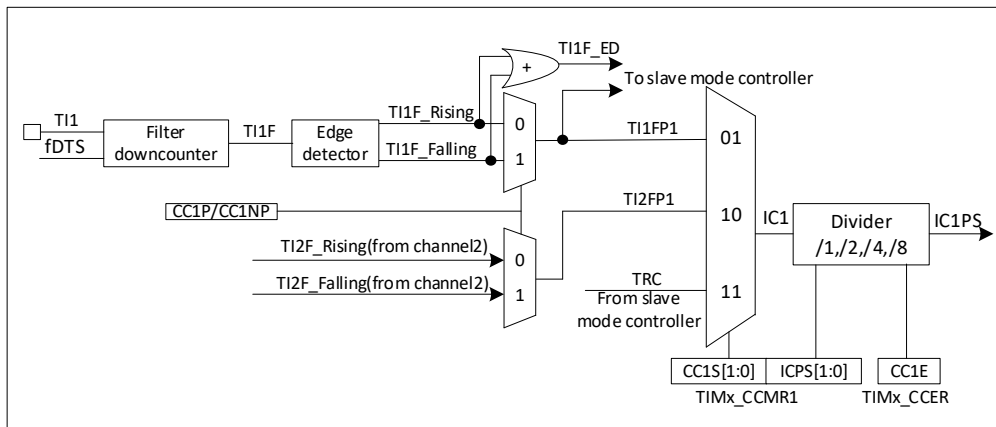 TI1F_ED
+
To slave mode controller
TI1F_Rising
TI1
fDTS
Filter
downcounter
TI1F
Edge
detector
TI1F_Falling
0
1
TI1FP1
01
CC1P/CC1NP
TI2FP1
10
IC1
Divider
/1,/2,/4,/8
IC1PS
TI2F_Rising(from channel2)
0
TI2F_Falling(from channel2)
1
TRC
From slave
mode controller
11
CC1S[1:0]
ICPS[1:0]
CC1E
TIMx_CCMR1
TIMx_CCER